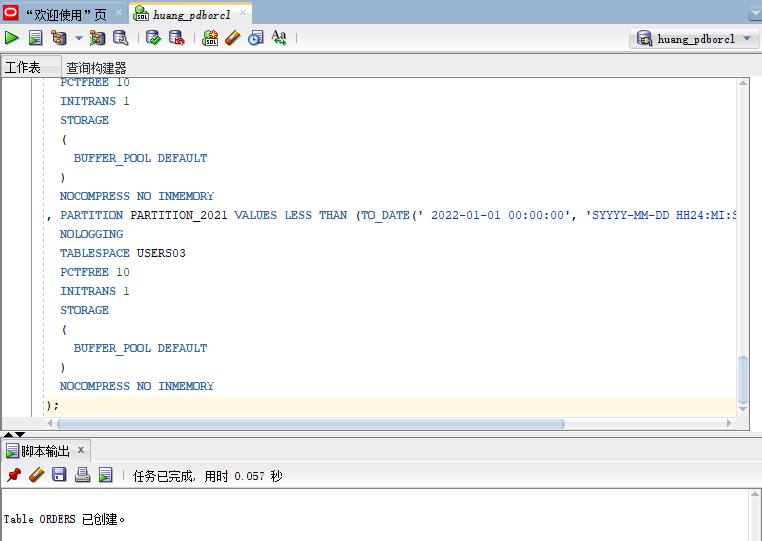 “欢迎使用”页
huang_pdborcl
huang_pdborcl
工作表
查询构建器
PCTFREE 10
INITRANS 1
STORAGE
(
BUFFER_POOL DEFAULT
)
NOCOMPRESS NO INMEMORY
, PARTITION PARTITION_2021 VALUES LESS THAN (TO_DATE(' 2022-01-01 00:00:00', 'SYYYY-MM-DD HH24:MI:S
NOLOGGING
TABLESPACE USERS03
PCTFREE 10
INITRANS 1
STORAGE
(
BUFFER_POOL DEFAULT
)
NOCOMPRESS NO INMEMORY
);
脚本输出 x
任务已完成, 用时 0.057 秒
Table ORDERS 已创建。